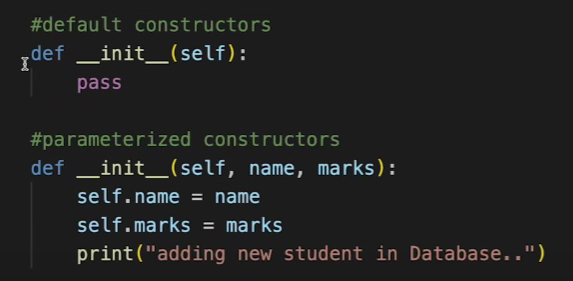 #default constructors
def __init__(self):
    pass
#parameterized constructors
def __init__(self, name, marks):
    self.name = name
    self.marks = marks
    print("adding new student in Database..")